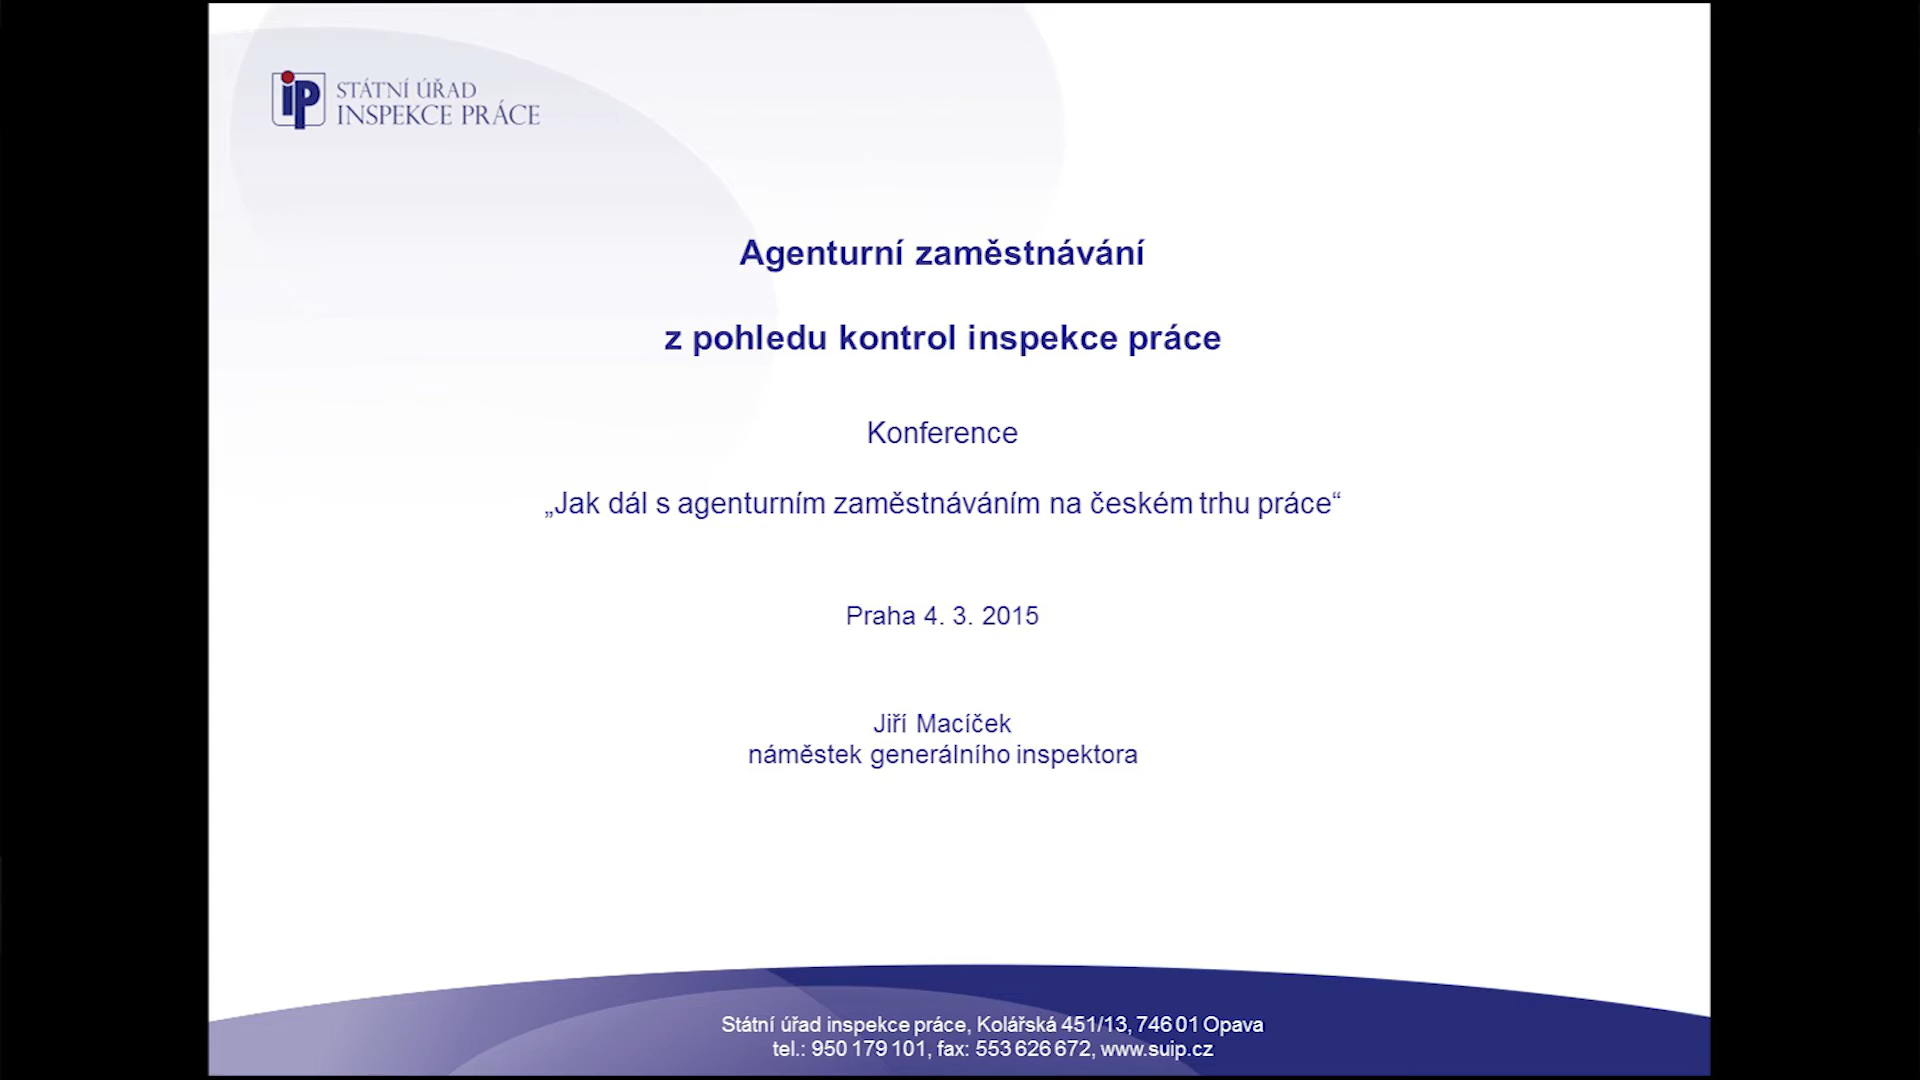 STÁTNÍ ÚŘAD
INSPEKCE PRÁCE
Agenturní zaměstnávání
z pohledu kontrol inspekce práce
Konference
„Jak dál s agenturním zaměstnáváním na českém trhu práce“
Praha 4. 3. 2015
Jiří Macíček
náměstek generálního inspektora
Státní úřad inspekce práce, Kolářská 451/13, 746 01 Opava
tel.: 950 179 101, fax: 553 626 672, www.suip.cz